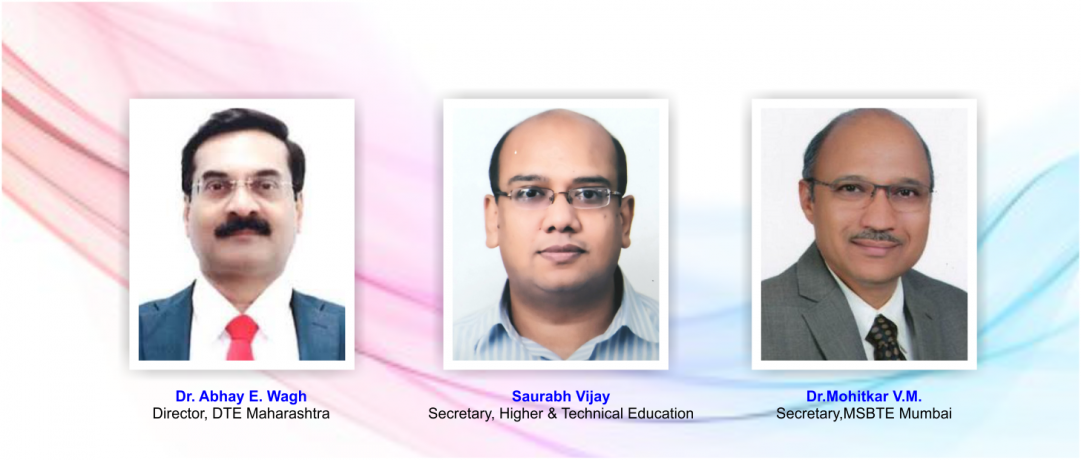 Dr. Abhay E. Wagh
Director, DTE Maharashtra
Saurabh Vijay
Secretary, Higher & Technical Education
Dr.Mohitkar V.M.
Secretary,MSBTE Mumbai